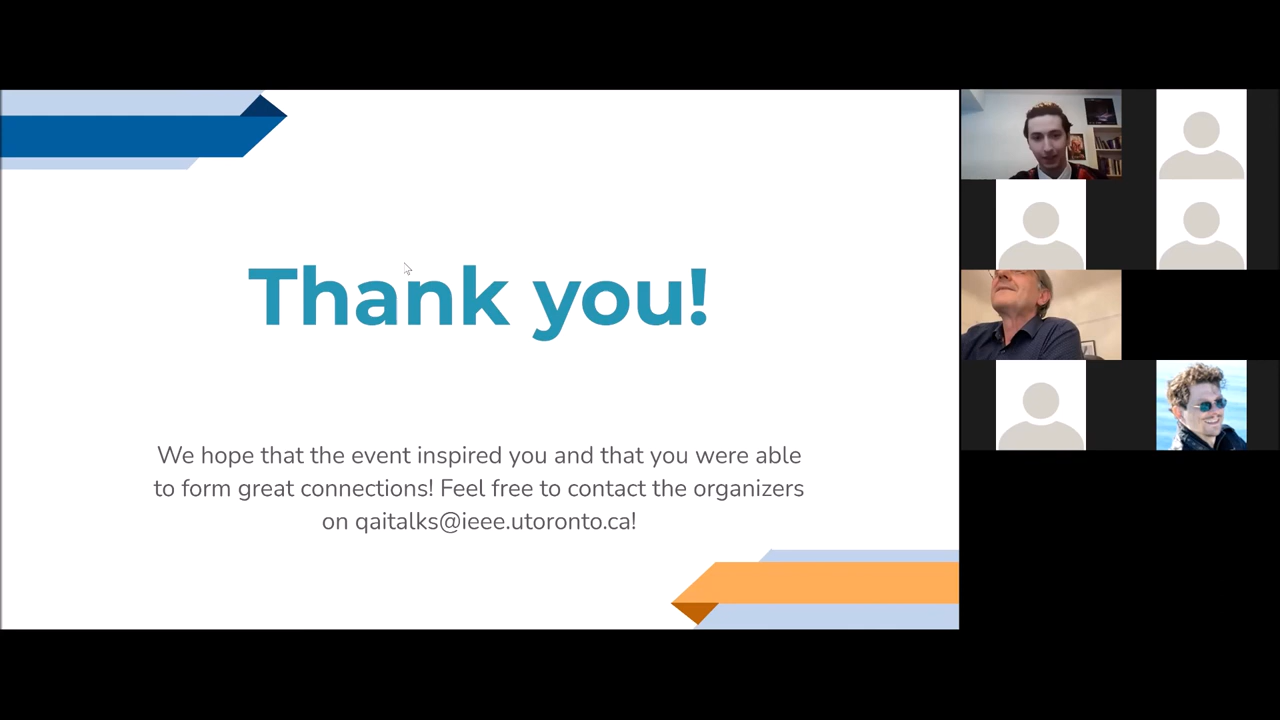 Thank you!
We hope that the event inspired you and that you were able
to form great connections! Feel free to contact the organizers
on qaitalks@ieee.utoronto.ca!